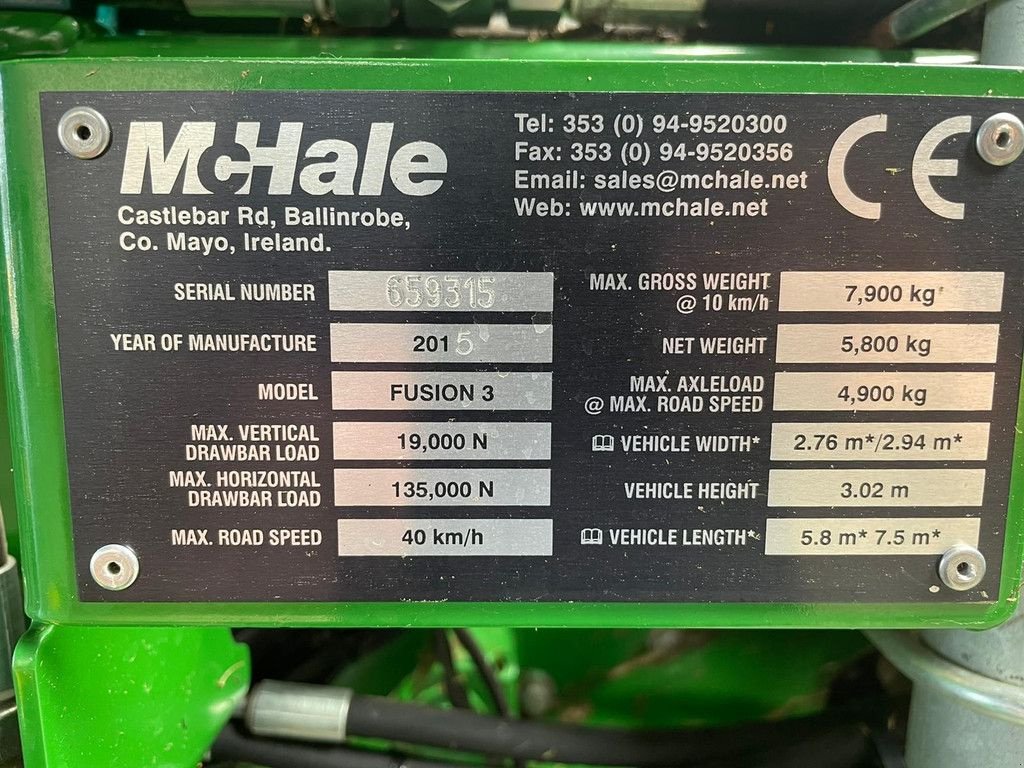 McHale
Castlebar Rd, Ballinrobe,
Co. Mayo, Ireland.
Tel: 353 (0) 94-9520300
Fax: 353 (0) 94-9520356
Email: sales@mchale.net
Web: www.mchale.net
CE
SERIAL NUMBER 659315
YEAR OF MANUFACTURE 2015
MODEL FUSION 3
MAX. VERTICAL
DRAWBAR LOAD 19,000 N
MAX. HORIZONTAL
DRAWBAR LOAD 135,000 N
MAX. ROAD SPEED 40 km/h
MAX. GROSS WEIGHT
@ 10 km/h 7,900 kg
NET WEIGHT 5,800 kg
MAX. AXLELOAD
@ MAX. ROAD SPEED 4,900 kg
VEHICLE WIDTH* 2.76 m*/2.94 m*
VEHICLE HEIGHT 3.02 m
VEHICLE LENGTH* 5.8 m* 7.5 m*